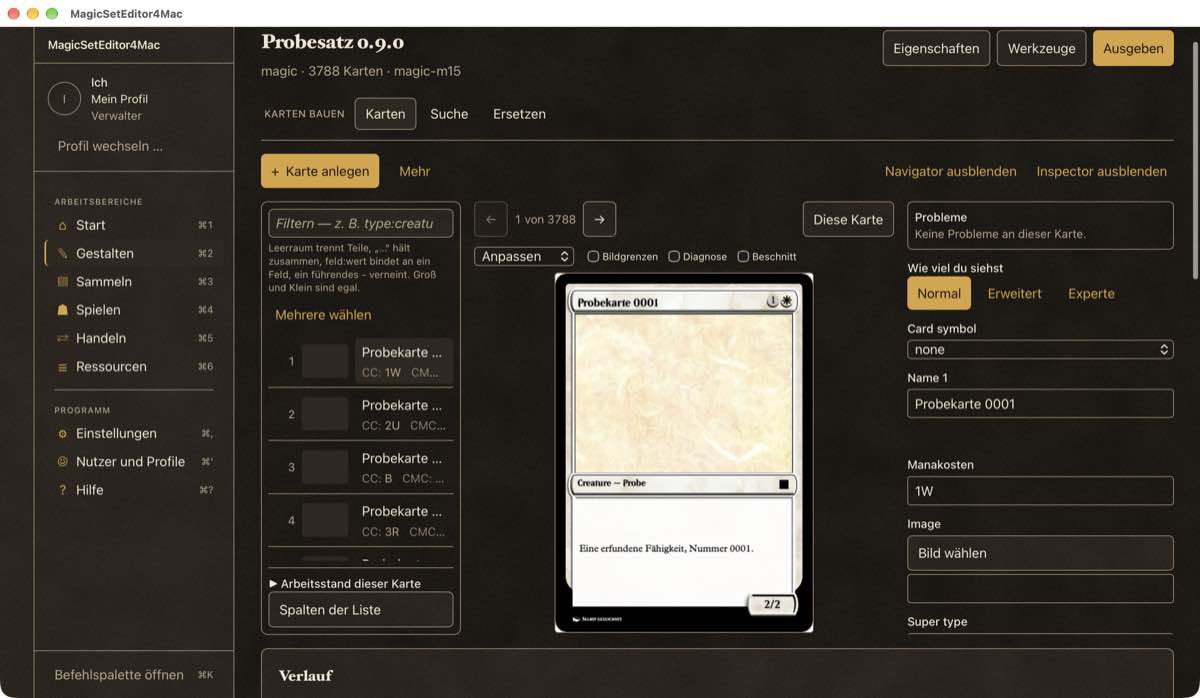 MagicSetEditor4Mac
MagicSetEditor4Mac
I
Ich
Mein Profil
Verwalter
Profil wechseln ...
ARBEITSBEREICHE
Start ⌘1
Gestalten ⌘2
Sammeln ⌘3
Spielen ⌘4
Handeln ⌘5
Ressourcen ⌘6
PROGRAMM
Einstellungen ⌘,
Nutzer und Profile ⌘'
? Hilfe ⌘?
Befehlspalette öffnen ⌘K
Probesatz 0.9.0
magic · 3788 Karten · magic-m15
Eigenschaften
Werkzeuge
Ausgeben
KARTEN BAUEN
Karten
Suche
Ersetzen
+ Karte anlegen
Mehr
Navigator ausblenden
Inspector ausblenden
Filtern — z. B. type:creatu
Leerraum trennt Teile, „…" hält
zusammen, feld:wert bindet an ein
Feld, ein führendes - verneint. Groß
und Klein sind egal.
Mehrere wählen
1
Probekarte ...
CC: 1W CM...
2
Probekarte ...
CC: 2U CMC...
3
Probekarte ...
CC: B CMC: ...
4
Probekarte ...
CC: 3R CMC...
Arbeitsstand dieser Karte
Spalten der Liste
← 1 von 3788 →
Diese Karte
Anpassen
Bildgrenzen
Diagnose
Beschnitt
Probekarte 0001
1
Creature — Probe
Eine erfundene Fähigkeit, Nummer 0001.
2/2
Selbst gezeichnet
Probleme
Keine Probleme an dieser Karte.
Wie viel du siehst
Normal
Erweitert
Experte
Card symbol
none
Name 1
Probekarte 0001
Manakosten
1W
Image
Bild wählen
Super type
Verlauf